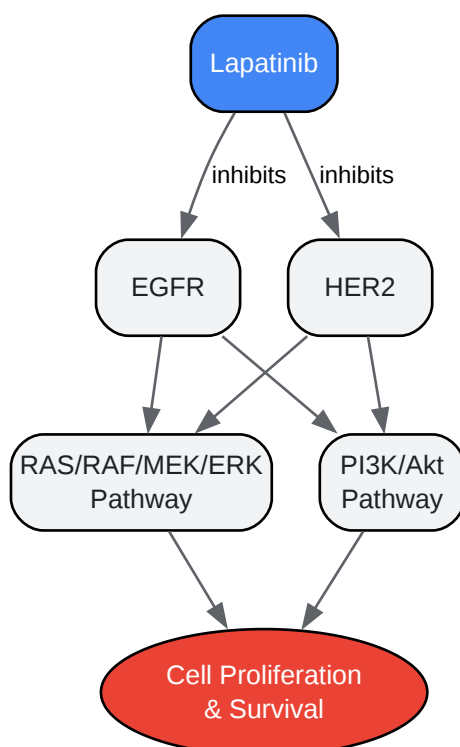 Lapatinib
inhibits
inhibits
EGFR
HER2
RAS/RAF/MEK/ERK
Pathway
PI3K/Akt
Pathway
Cell Proliferation
& Survival